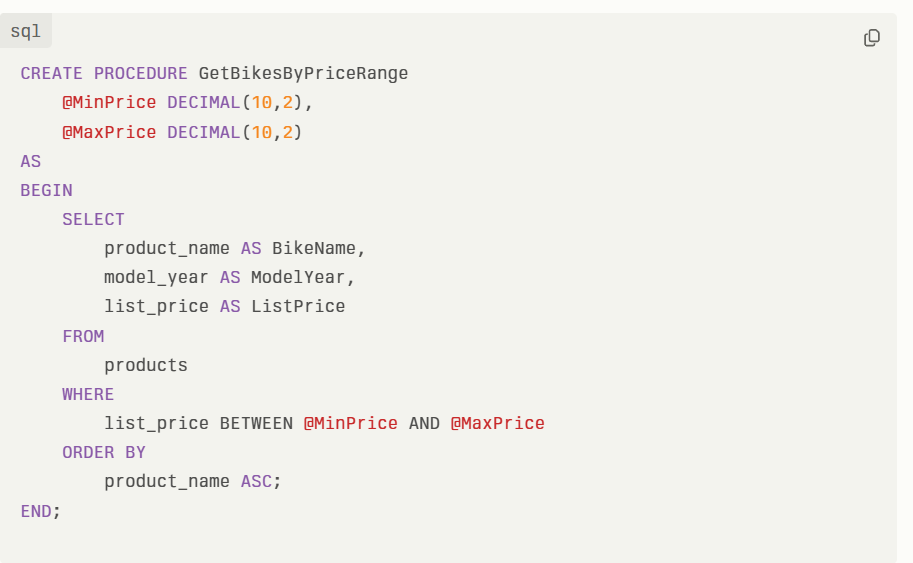 sql
CREATE PROCEDURE GetBikesByPriceRange
    @MinPrice DECIMAL(10,2),
    @MaxPrice DECIMAL(10,2)
AS
BEGIN
    SELECT
        product_name AS BikeName,
        model_year AS ModelYear,
        list_price AS ListPrice
    FROM
        products
    WHERE
        list_price BETWEEN @MinPrice AND @MaxPrice
    ORDER BY
        product_name ASC;
END;